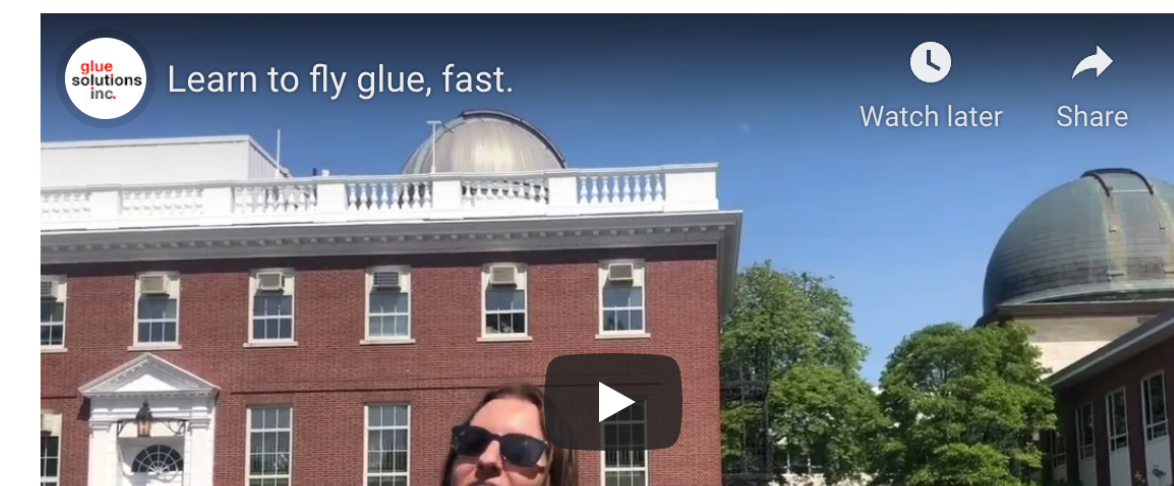 glue
solutions
inc.
Learn to fly glue, fast.
Watch later
Share